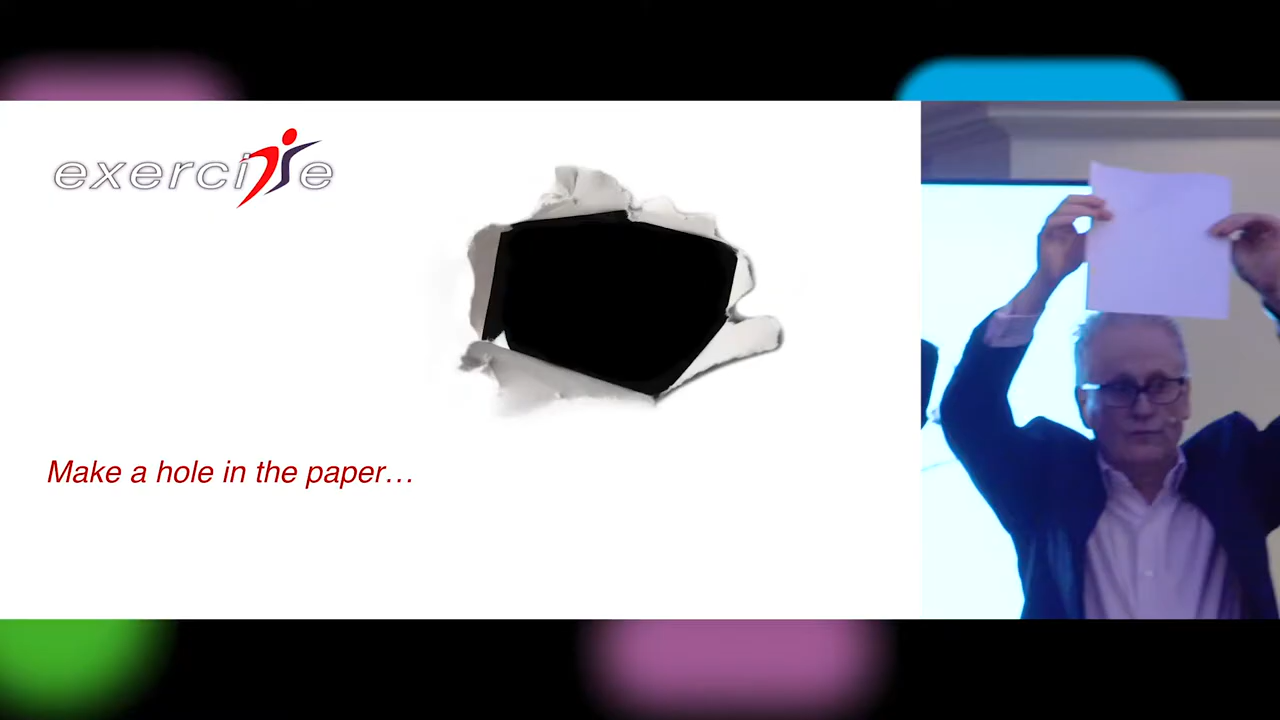 exercise
Make a hole in the paper…